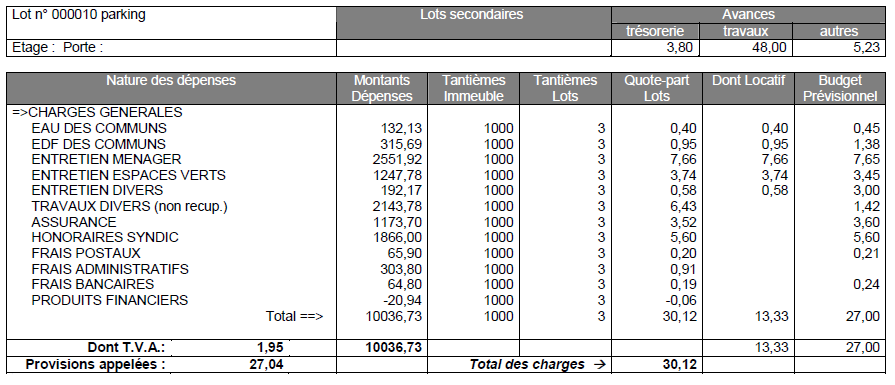 Lot n° 000010 parking Lots secondaires Avances
trésorerie travaux autres
Etage : Porte : 3,80 48,00 5,23
Nature des dépenses Montants Dépenses Tantièmes Immeuble Tantièmes Lots Quote-part Lots Dont Locatif Budget Prévisionnel
=>CHARGES GENERALES
EAU DES COMMUNS 132,13 1000 3 0,40 0,40 0,45
EDF DES COMMUNS 315,69 1000 3 0,95 0,95 1,38
ENTRETIEN MENAGER 2551,92 1000 3 7,66 7,66 7,65
ENTRETIEN ESPACES VERTS 1247,78 1000 3 3,74 3,74 3,45
ENTRETIEN DIVERS 192,17 1000 3 0,58 0,58 3,00
TRAVAUX DIVERS (non recup.) 2143,78 1000 3 6,43 1,42
ASSURANCE 1173,70 1000 3 3,52 3,60
HONORAIRES SYNDIC 1866,00 1000 3 5,60 5,60
FRAIS POSTAUX 65,90 1000 3 0,20 0,21
FRAIS ADMINISTRATIFS 303,80 1000 3 0,91
FRAIS BANCAIRES 64,80 1000 3 0,19 0,24
PRODUITS FINANCIERS -20,94 1000 3 -0,06
Total ==> 10036,73 1000 3 30,12 13,33 27,00
Dont T.V.A.: 1,95 10036,73 13,33 27,00
Provisions appelées : 27,04 Total des charges → 30,12